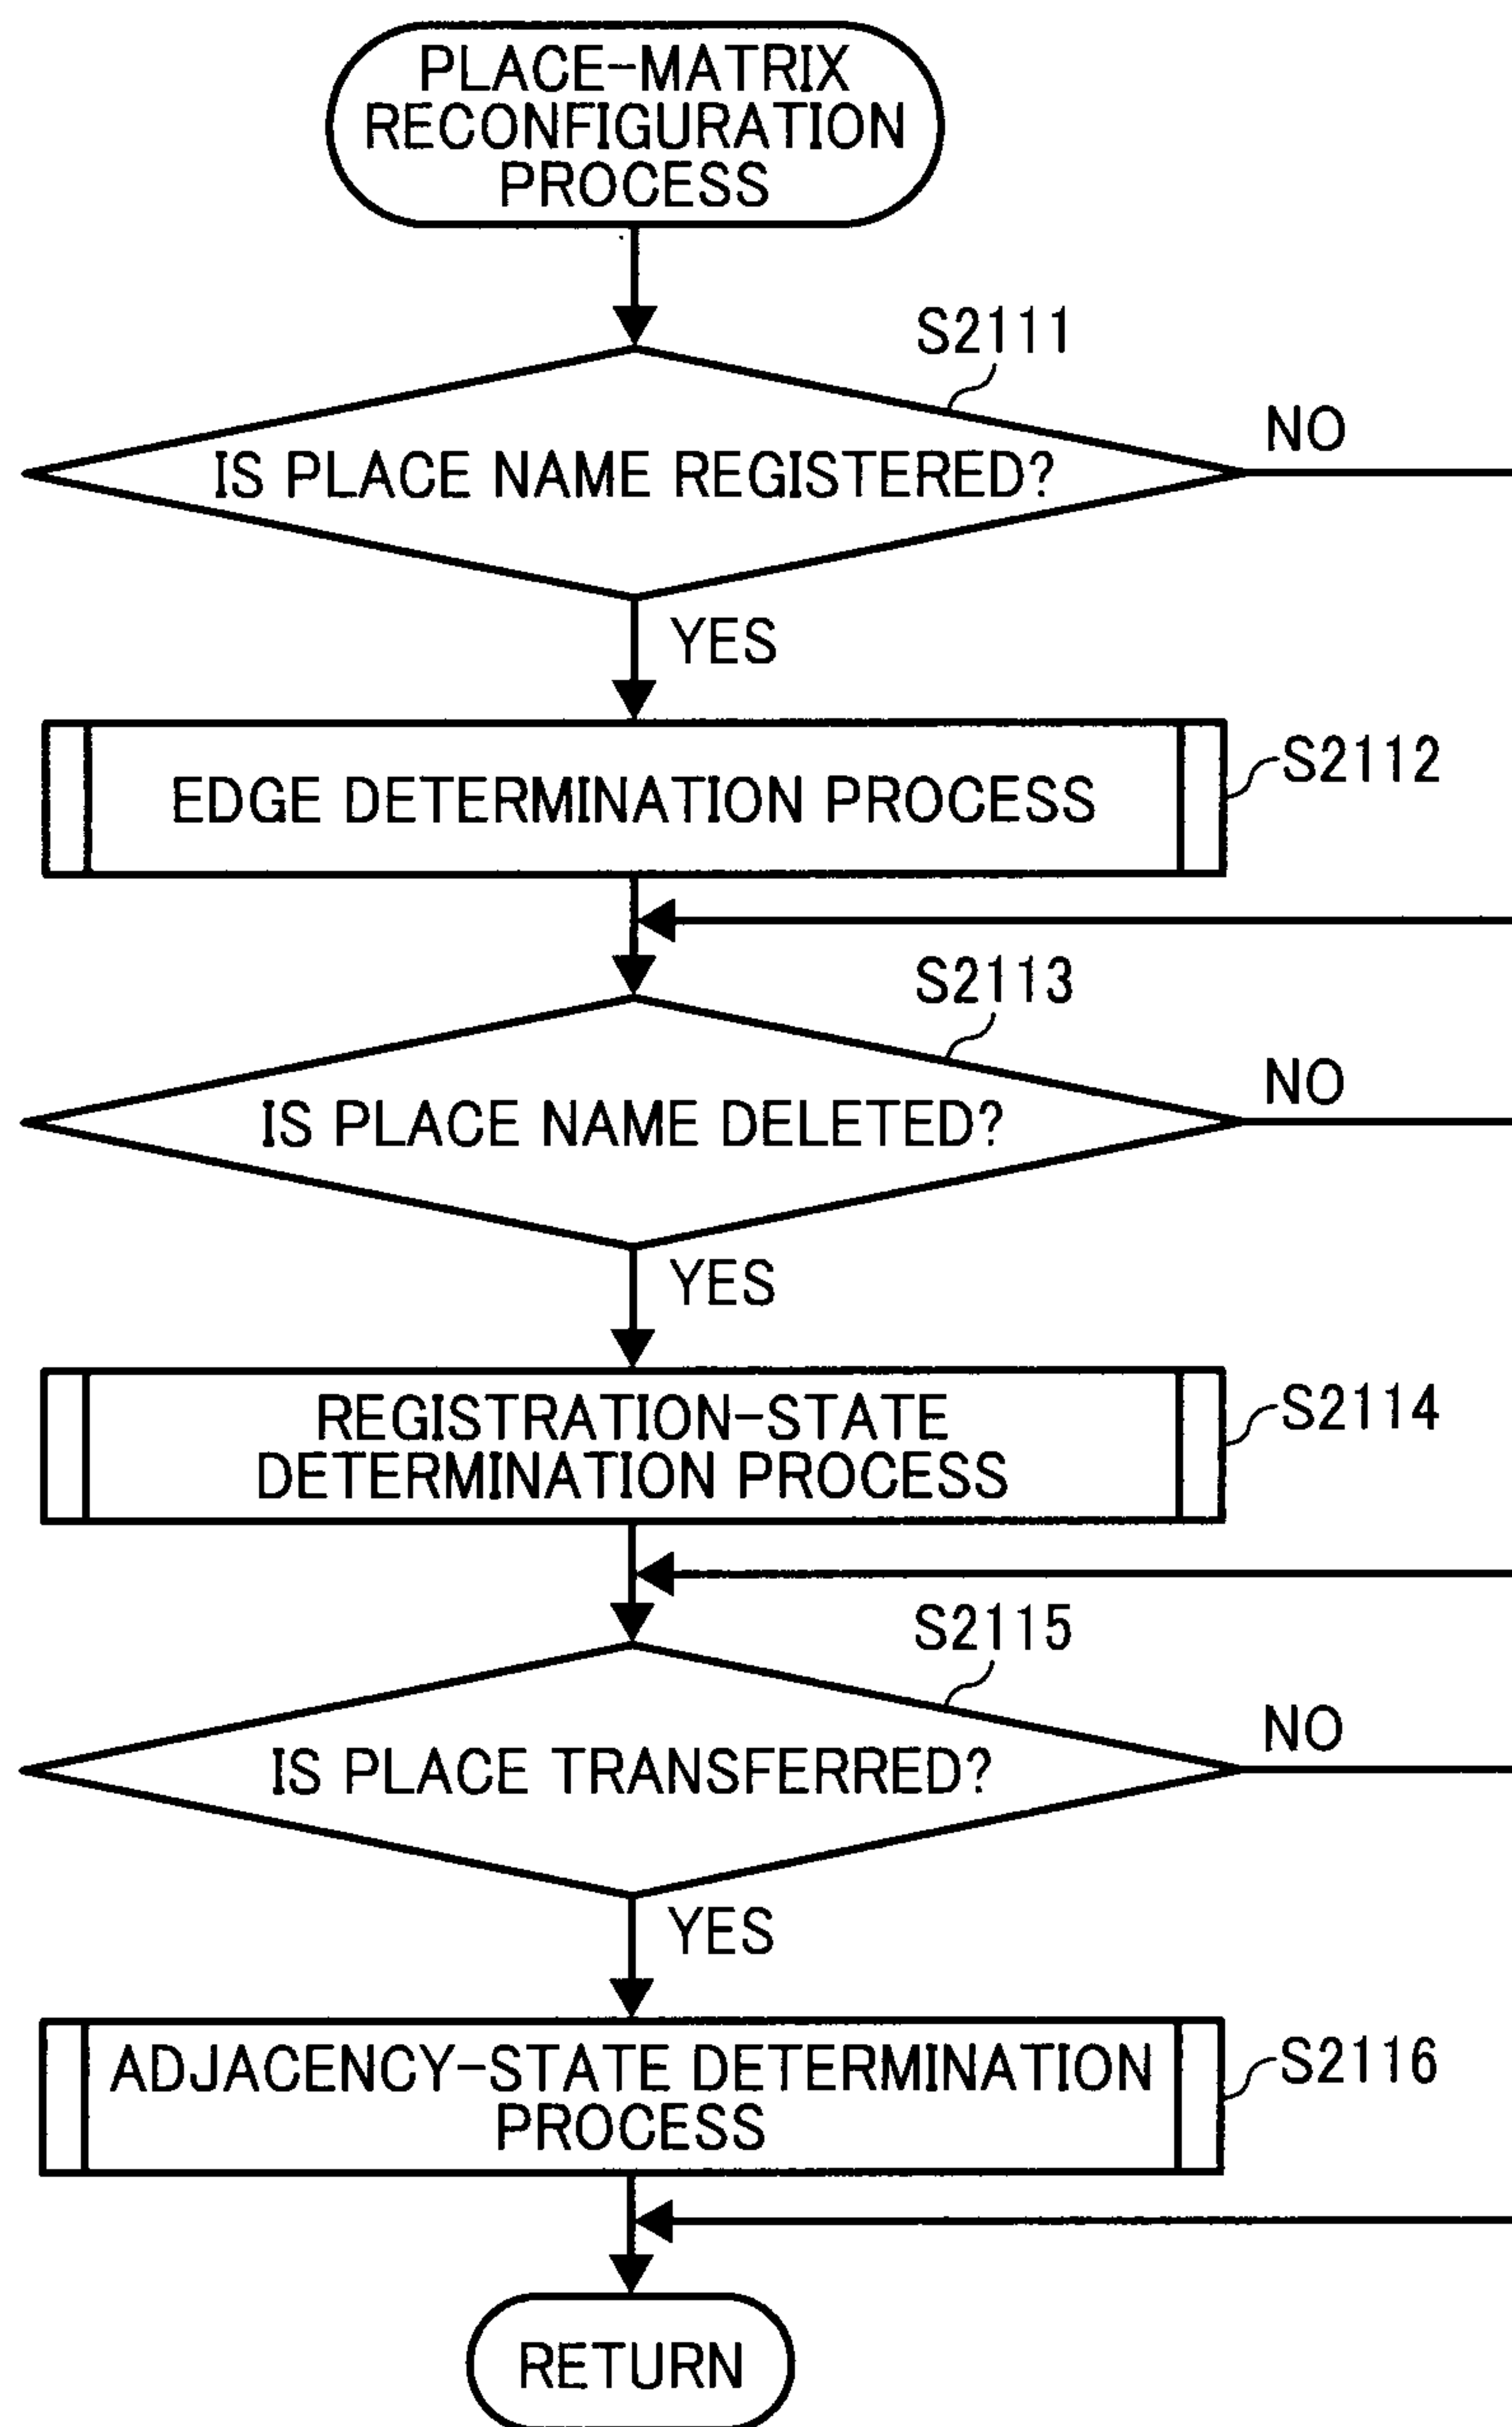 PLACE-MATRIX
RECONFIGURATION
PROCESS
S2111
IS PLACE NAME REGISTERED?
NO
YES
EDGE DETERMINATION PROCESS
S2112
S2113
IS PLACE NAME DELETED?
NO
YES
REGISTRATION-STATE
DETERMINATION PROCESS
S2114
S2115
IS PLACE TRANSFERRED?
NO
YES
ADJACENCY-STATE DETERMINATION
PROCESS
S2116
RETURN